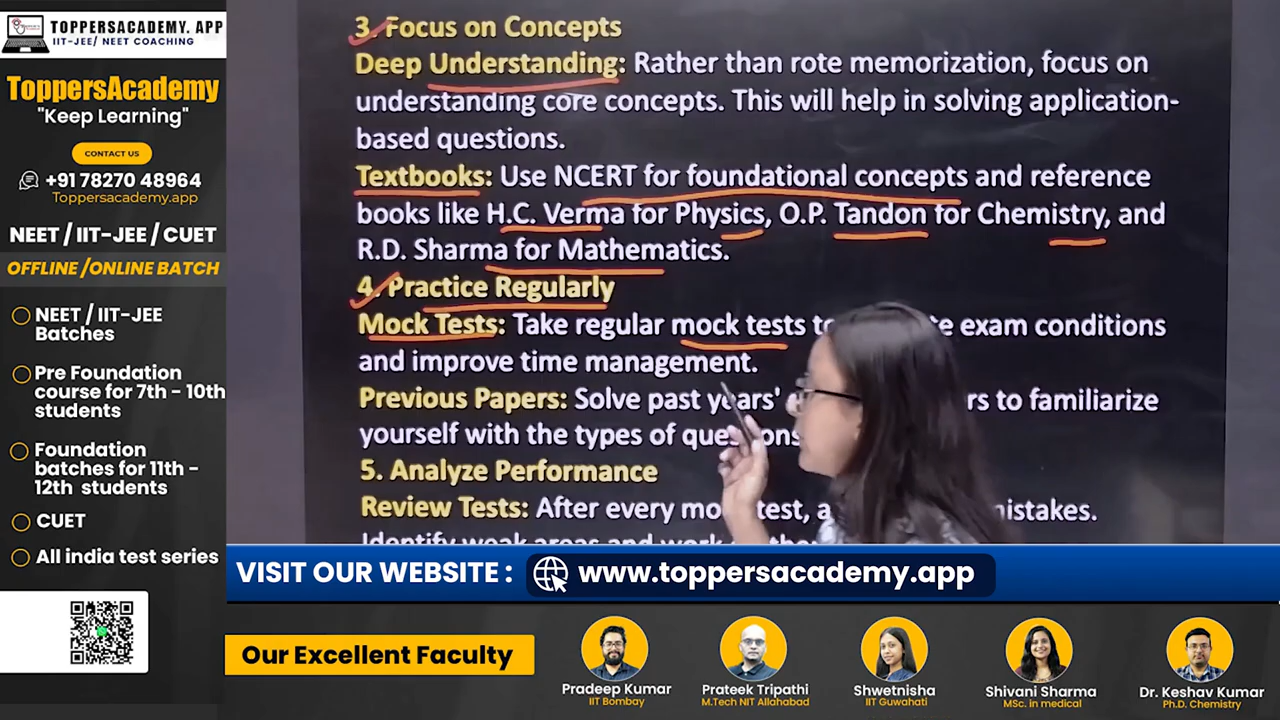 TOPPERSACADEMY. APP
IIT-JEE/ NEET COACHING
ToppersAcademy
"Keep Learning"
CONTACT US
+91 78270 48964
Toppersacademy.app
NEET / IIT-JEE / CUET
OFFLINE /ONLINE BATCH
NEET / IIT-JEE
Batches
Pre Foundation
course for 7th - 10th
students
Foundation
batches for 11th -
12th students
CUET
All india test series
3. Focus on Concepts
Deep Understanding: Rather than rote memorization, focus on
understanding core concepts. This will help in solving application-
based questions.
Textbooks: Use NCERT for foundational concepts and reference
books like H.C. Verma for Physics, O.P. Tandon for Chemistry, and
R.D. Sharma for Mathematics.
4. Practice Regularly
Mock Tests: Take regular mock tests exam conditions
and improve time management.
Previous Papers: Solve past years' to familiarize
yourself with the types of questions
5. Analyze Performance
Review Tests: After every mock test, mistakes.
Identify weak areas and work
VISIT OUR WEBSITE : www.toppersacademy.app
Our Excellent Faculty
Pradeep Kumar
IIT Bombay
Prateek Tripathi
M.Tech NIT Allahabad
Shwetnisha
IIT Guwahati
Shivani Sharma
MSc. in medical
Dr. Keshav Kumar
Ph.D. Chemistry